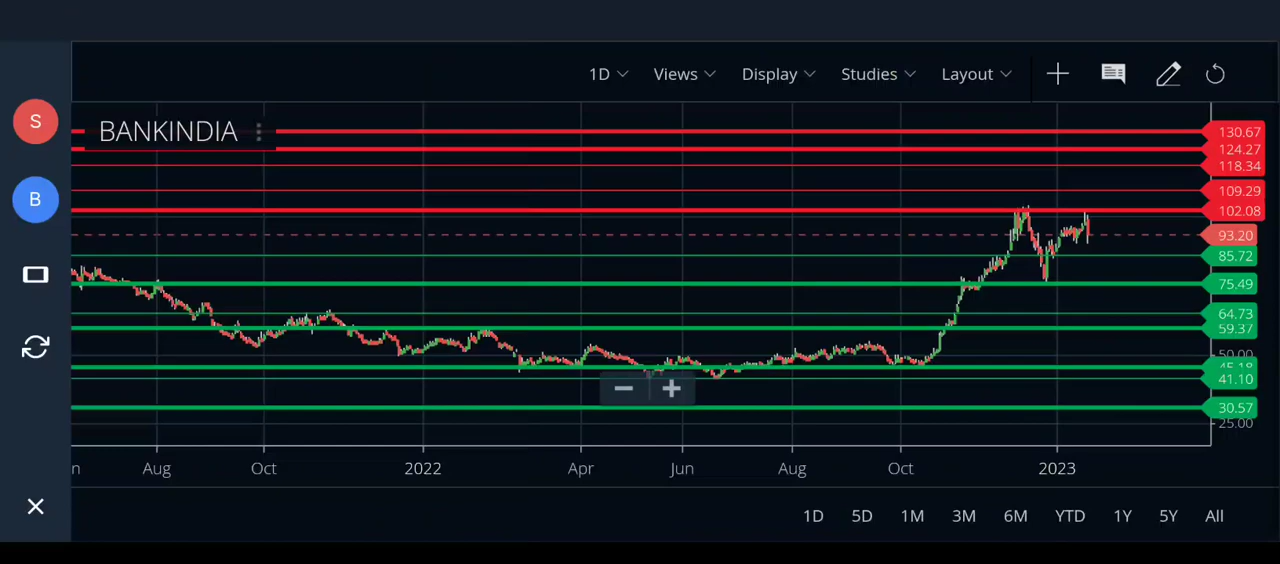 1D Views Display Studies Layout
S
BANKINDIA
130.67
124.27
118.34
109.29
B
102.08
93.20
85.72
75.49
64.73
59.37
50.00
41.10
30.57
25.00
Aug Oct 2022 Apr Jun Aug Oct 2023
1D 5D 1M 3M 6M YTD 1Y 5Y All